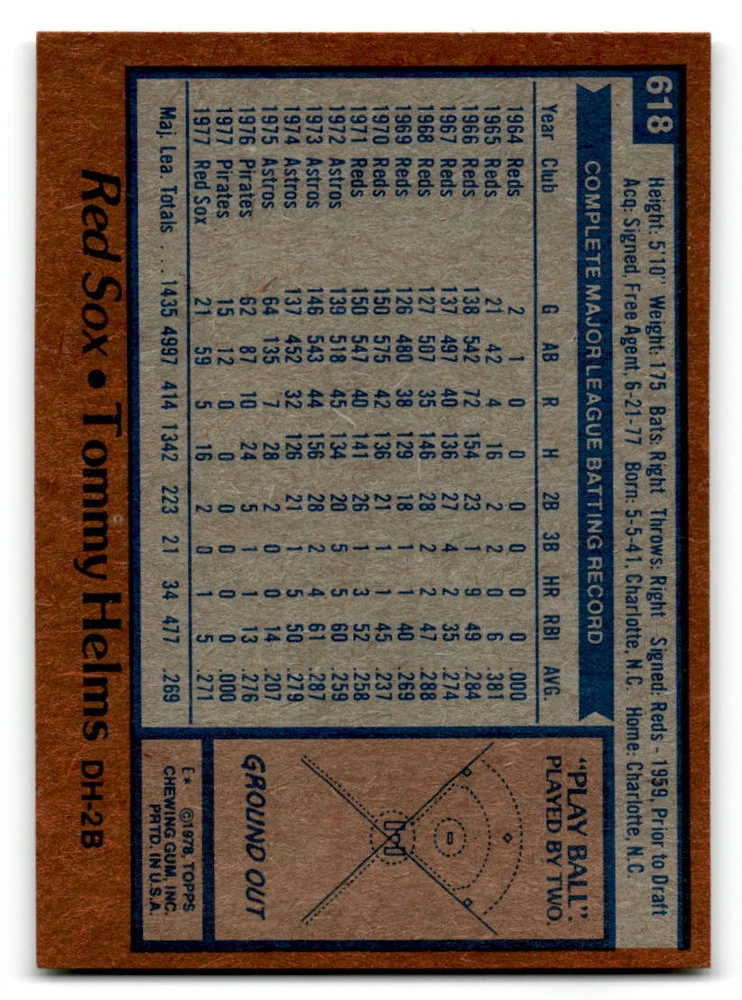 618
Height: 5'10" Weight: 175 Bats: Right Throws: Right Signed: Reds - 1959, Prior to Draft
Acq: Signed, Free Agent, 6-21-77 Born: 5-5-41, Charlotte, N.C. Home: Charlotte, N.C.
COMPLETE MAJOR LEAGUE BATTING RECORD
Year Club G AB R H 2B 3B HR RBI AVG.
1964 Reds 2 1 0 0 0 0 0 0 .000
1965 Reds 21 42 4 16 2 2 0 6 .381
1966 Reds 138 542 72 154 23 1 9 49 .284
1967 Reds 137 497 40 136 27 4 2 35 .274
1968 Reds 127 507 35 146 28 2 2 47 .288
1969 Reds 126 480 38 129 18 1 1 40 .269
1970 Reds 150 575 42 136 21 1 1 45 .237
1971 Reds 150 547 40 141 26 1 3 52 .258
1972 Astros 139 518 45 134 20 5 5 60 .259
1973 Astros 146 543 44 156 28 2 4 61 .287
1974 Astros 137 452 32 126 21 1 5 50 .279
1975 Astros 64 135 7 28 2 0 0 14 .207
1976 Pirates 62 87 10 24 5 1 1 13 .276
1977 Pirates 15 12 0 0 0 0 0 0 .000
1977 Red Sox 21 59 5 16 2 0 1 5 .271
Maj. Lea. Totals ... 1435 4997 414 1342 223 21 34 477 .269
"PLAY BALL".
PLAYED BY TWO.
GROUND OUT
E* ©1978, TOPPS
CHEWING GUM, INC.
PRTD. IN U.S.A.
Red Sox • Tommy Helms DH-2B